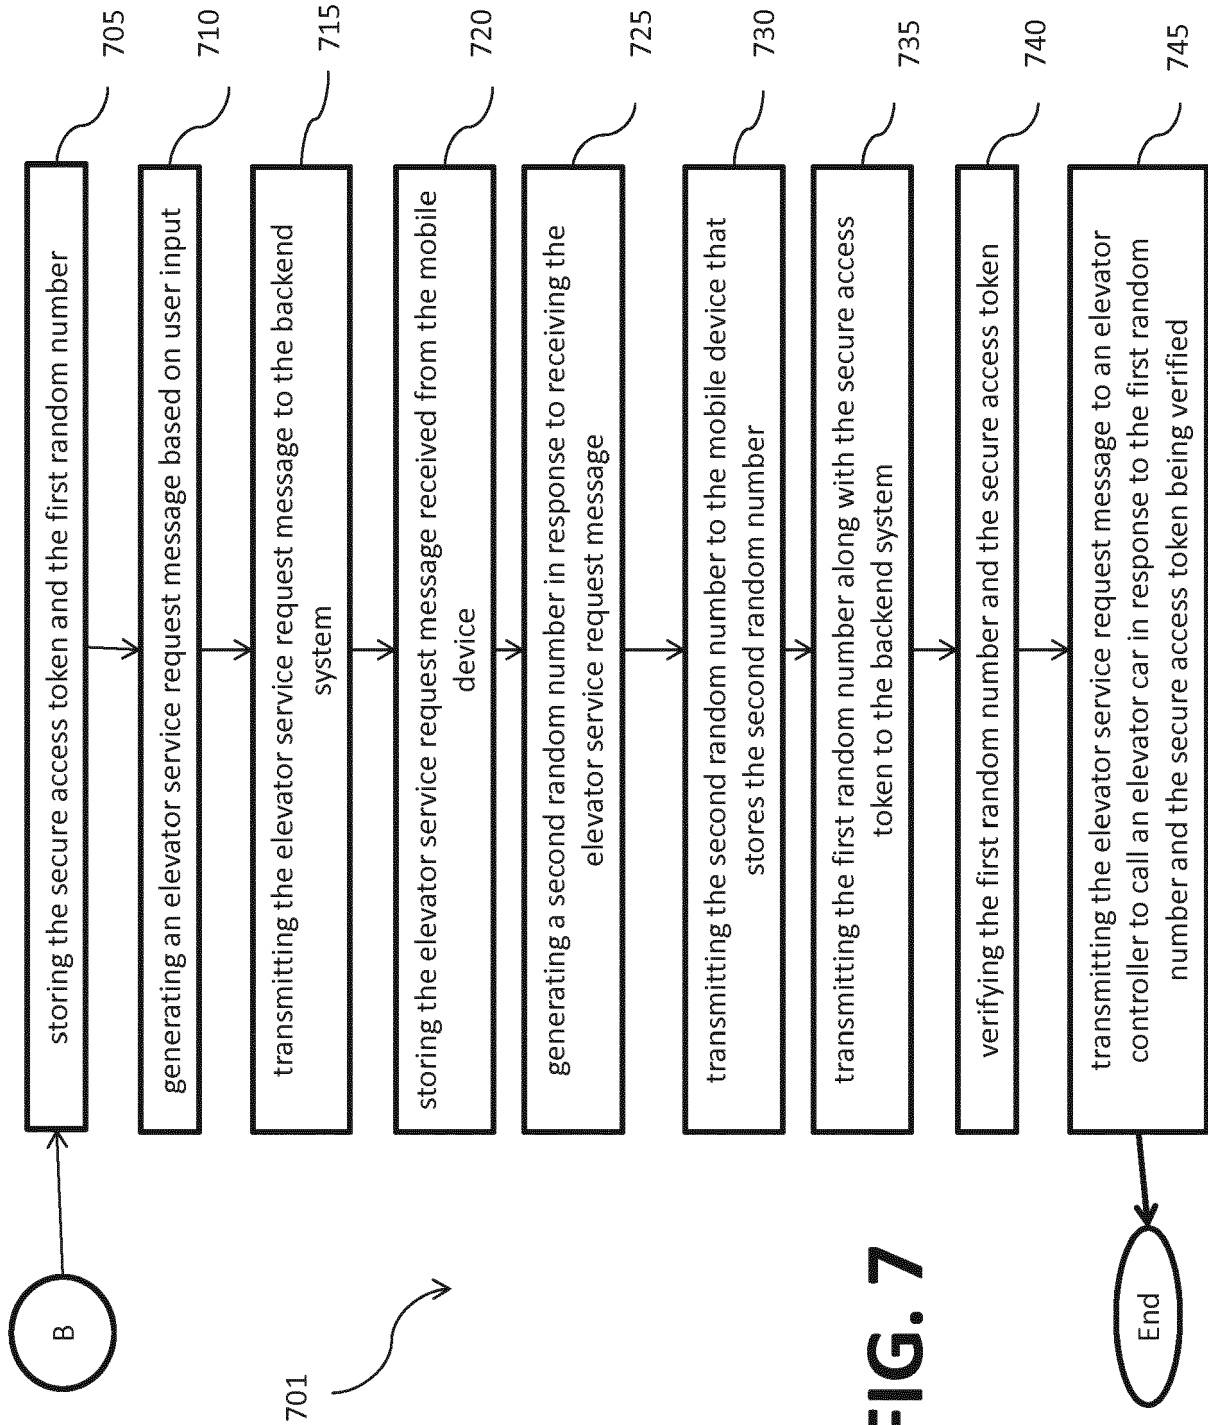 B
storing the secure access token and the first random number
705
generating an elevator service request message based on user input
710
transmitting the elevator service request message to the backend
system
715
storing the elevator service request message received from the mobile
device
720
generating a second random number in response to receiving the
elevator service request message
725
transmitting the second random number to the mobile device that
stores the second random number
730
transmitting the first random number along with the secure access
token to the backend system
735
verifying the first random number and the secure access token
740
transmitting the elevator service request message to an elevator
controller to call an elevator car in response to the first random
number and the secure access token being verified
745
End
701
FIG. 7